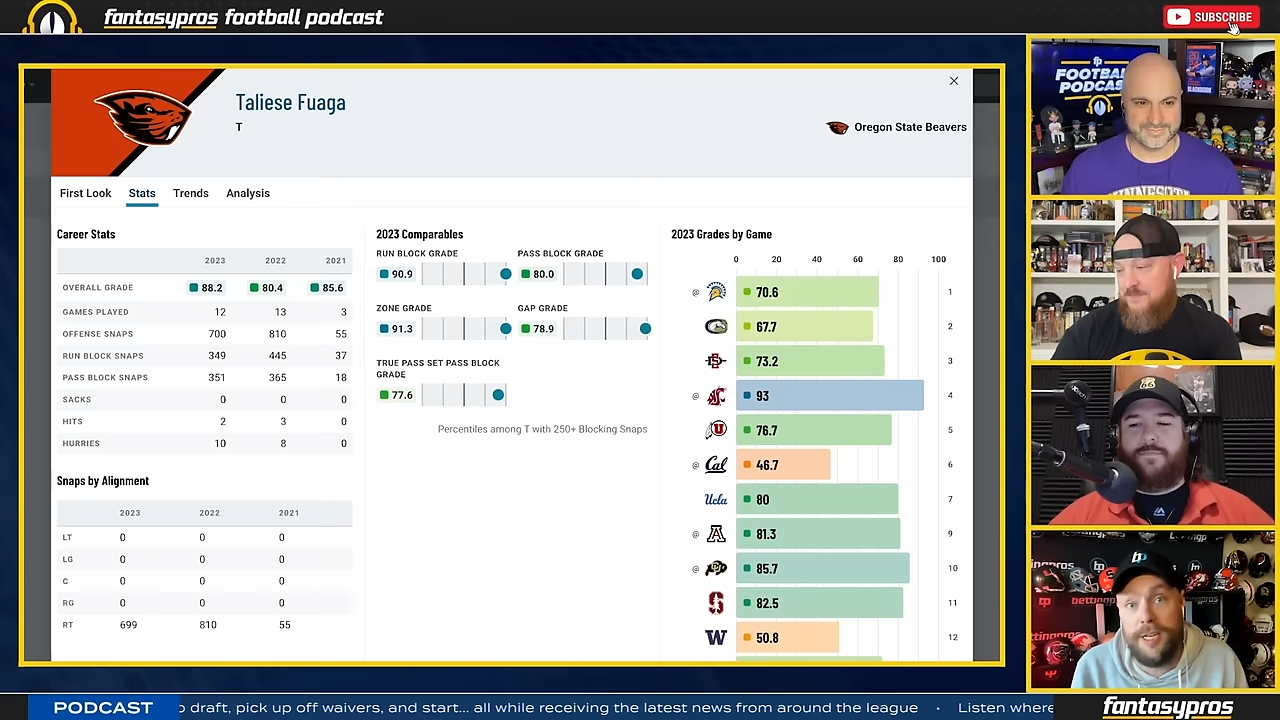 fantasypros football podcast
SUBSCRIBE
Taliese Fuaga
T
Oregon State Beavers
First Look Stats Trends Analysis
Career Stats
2023 2022 2021
OVERALL GRADE 88.2 80.4 85.6
GAMES PLAYED 12 13 3
OFFENSE SNAPS 700 810 55
RUN BLOCK SNAPS 349 445 37
PASS BLOCK SNAPS 351 365 18
SACKS 0 0 0
HITS 2 3 0
HURRIES 10 8 0
Snaps by Alignment
2023 2022 2021
LT 0 0 0
LG 0 0 0
C 0 0 0
RG 0 0 0
RT 699 810 55
2023 Comparables
RUN BLOCK GRADE PASS BLOCK GRADE
90.9 80.0
ZONE GRADE GAP GRADE
91.3 78.9
TRUE PASS SET PASS BLOCK
GRADE
77.6
Percentiles among T with 250+ Blocking Snaps
2023 Grades by Game
0 20 40 60 80 100
@ 70.6 1
67.7 2
73.2 3
@ 93 4
U 76.7 5
@ Cal 46.7 6
Ucla 80 7
@ A 81.3 9
@ CU 85.7 10
S 82.5 11
W 50.8 12
FOOTBALL
PODCAST
MINNESOTA
PODCAST
draft, pick up off waivers, and start... all while receiving the latest news from around the league • Listen where
fantasypros